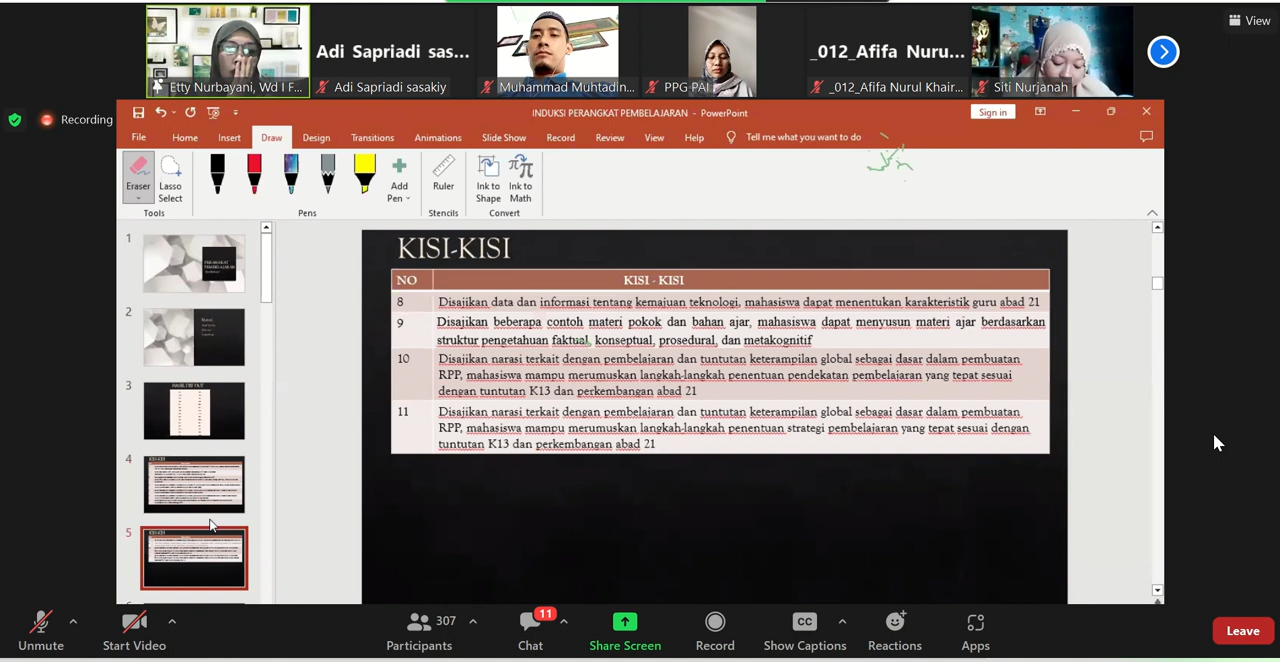 View
Adi Sapriadi sas...
_012_Afifa Nuru...
Etty Nurbayani, Wd I F...
Adi Sapriadi sasakiy
Muhammad Muhtadin...
PPG PAI
_012_Afifa Nurul Khair...
Siti Nurjanah
Recording
INDUKSI PERANGKAT PEMBELAJARAN - PowerPoint
Sign in
File Home Insert Draw Design Transitions Animations Slide Show Record Review View Help Tell me what you want to do
Eraser
Lasso Select
Add Pen
Ruler
Ink to Shape
Ink to Math
Tools Pens Stencils Convert
1
2
3
4
5
KISI-KISI
NO KISI - KISI
8 Disajikan data dan informasi tentang kemajuan teknologi, mahasiswa dapat menentukan karakteristik guru abad 21
9 Disajikan beberapa contoh materi pokok dan bahan ajar, mahasiswa dapat menyusun materi ajar berdasarkan
struktur pengetahuan faktual, konseptual, prosedural, dan metakognitif
10 Disajikan narasi terkait dengan pembelajaran dan tuntutan keterampilan global sebagai dasar dalam pembuatan
RPP, mahasiswa mampu merumuskan langkah-langkah penentuan pendekatan pembelajaran yang tepat sesuai
dengan tuntutan K13 dan perkembangan abad 21
11 Disajikan narasi terkait dengan pembelajaran dan tuntutan keterampilan global sebagai dasar dalam pembuatan
RPP, mahasiswa mampu merumuskan langkah-langkah penentuan strategi pembelajaran yang tepat sesuai dengan
tuntutan K13 dan perkembangan abad 21
Unmute
Start Video
307
Participants
11
Chat
Share Screen
Record
CC
Show Captions
Reactions
Apps
Leave